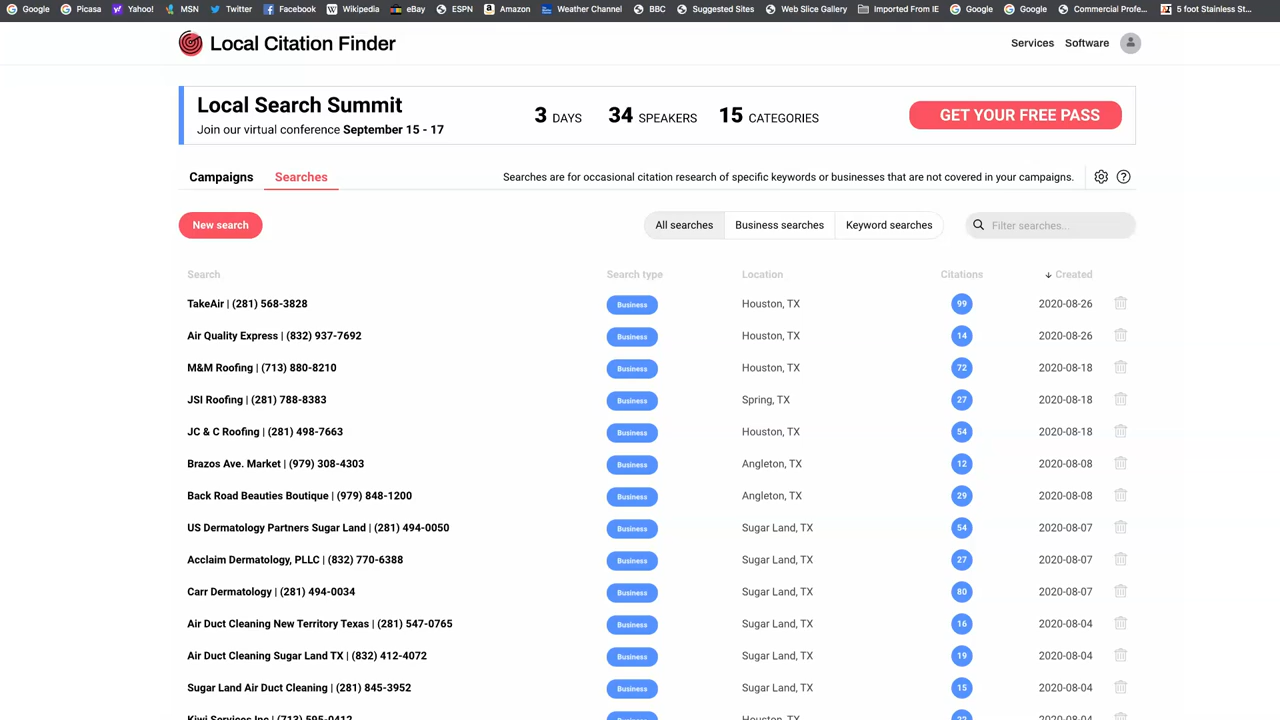 Google Picasa Yahoo! MSN Twitter Facebook Wikipedia eBay ESPN Amazon Weather Channel BBC Suggested Sites Web Slice Gallery Imported From IE Google Google Commercial Profe... 5 foot Stainless St...
Local Citation Finder Services Software
Local Search Summit
Join our virtual conference September 15 - 17
3 DAYS 34 SPEAKERS 15 CATEGORIES GET YOUR FREE PASS
Campaigns Searches Searches are for occasional citation research of specific keywords or businesses that are not covered in your campaigns.
New search All searches Business searches Keyword searches Filter searches...
Search Search type Location Citations Created
TakeAir | (281) 568-3828 Business Houston, TX 99 2020-08-26
Air Quality Express | (832) 937-7692 Business Houston, TX 14 2020-08-26
M&M Roofing | (713) 880-8210 Business Houston, TX 72 2020-08-18
JSI Roofing | (281) 788-8383 Business Spring, TX 27 2020-08-18
JC & C Roofing | (281) 498-7663 Business Houston, TX 54 2020-08-18
Brazos Ave. Market | (979) 308-4303 Business Angleton, TX 12 2020-08-08
Back Road Beauties Boutique | (979) 848-1200 Business Angleton, TX 29 2020-08-08
US Dermatology Partners Sugar Land | (281) 494-0050 Business Sugar Land, TX 54 2020-08-07
Acclaim Dermatology, PLLC | (832) 770-6388 Business Sugar Land, TX 27 2020-08-07
Carr Dermatology | (281) 494-0034 Business Sugar Land, TX 80 2020-08-07
Air Duct Cleaning New Territory Texas | (281) 547-0765 Business Sugar Land, TX 16 2020-08-04
Air Duct Cleaning Sugar Land TX | (832) 412-4072 Business Sugar Land, TX 19 2020-08-04
Sugar Land Air Duct Cleaning | (281) 845-3952 Business Sugar Land, TX 15 2020-08-04
Kiwi Services Inc | (713) 595-0412 Business Sugar Land, TX 2020-08-04